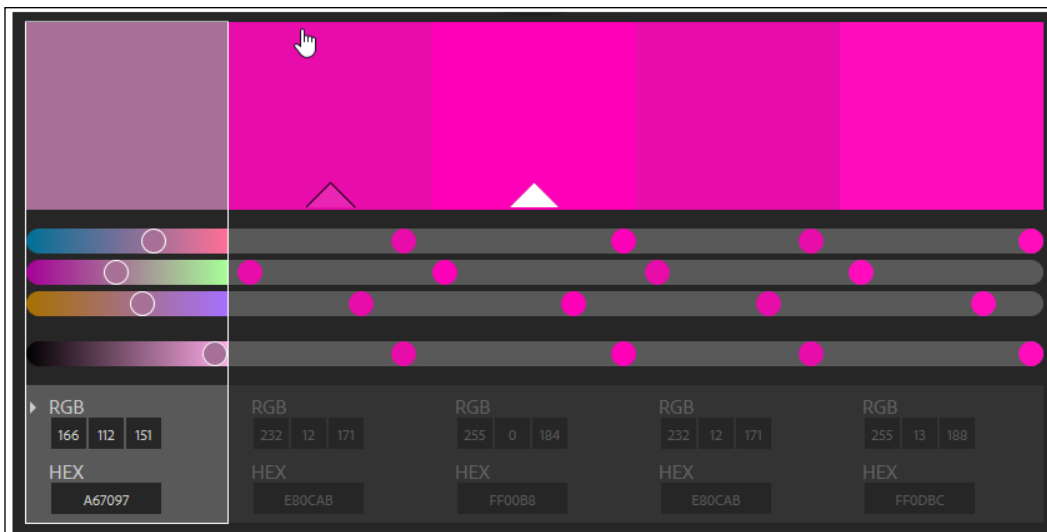 RGB RGB RGB RGB RGB
166 112 151 232 12 171 255 0 184 232 12 171 255 13 188
HEX HEX HEX HEX HEX
A67097 E80CAB FF00B8 E80CAB FF0DBC